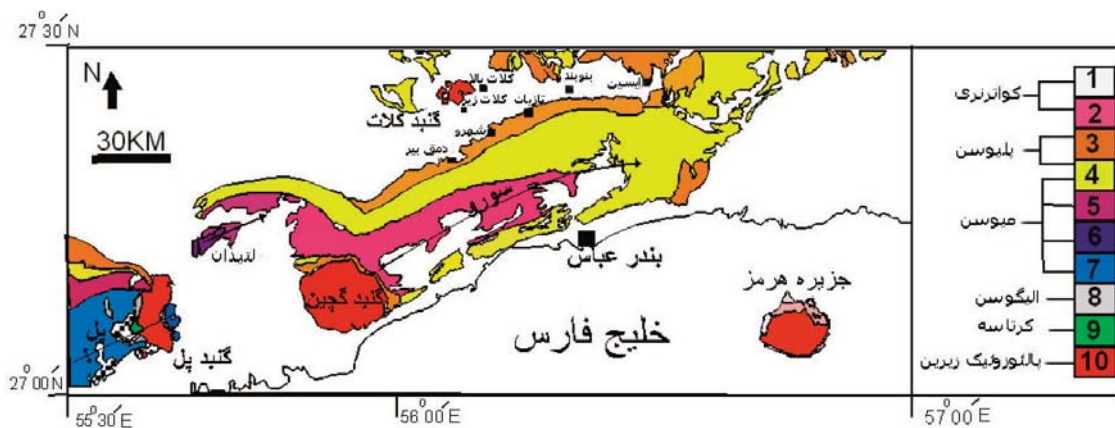 27 30 N
N
30KM
کلات بالا
بنوبند
ایسین
گنبد کلات
کلات زیر
تازیان
شهرو
دمق بیر
سورو
لتیدان
بندر عباس
گنبد گچین
جزیره هرمز
خلیج فارس
پل
گنبد پل
27 00 N
55 30 E
56 00 E
57 00 E
1
کواترنری
2
3
پلیوسن
4
5
میوسن
6
7
8
الیگوسن
9
کرتاسه
10
پالئوزوئیک زیرین